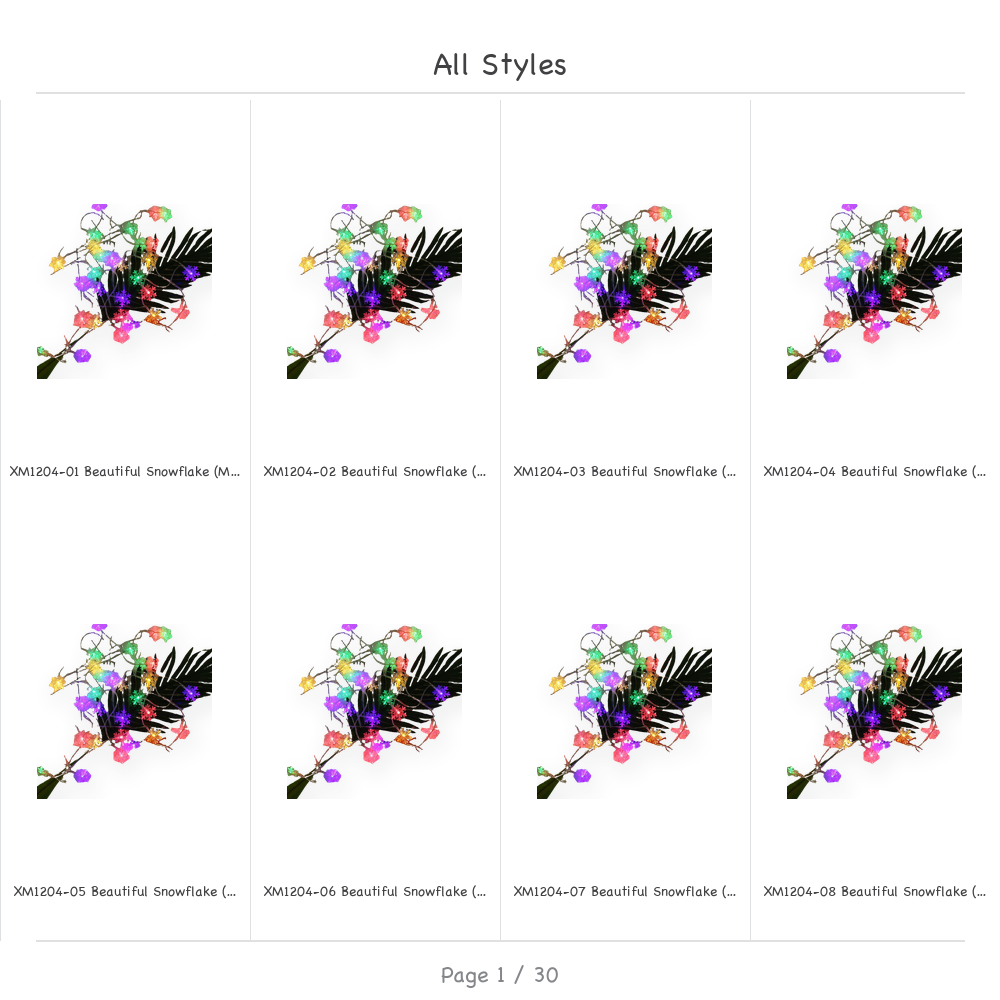 All Styles
XM1204-01 Beautiful Snowflake (M...
XM1204-02 Beautiful Snowflake (...
XM1204-03 Beautiful Snowflake (...
XM1204-04 Beautiful Snowflake (...
XM1204-05 Beautiful Snowflake (...
XM1204-06 Beautiful Snowflake (...
XM1204-07 Beautiful Snowflake (...
XM1204-08 Beautiful Snowflake (...
Page 1 / 30